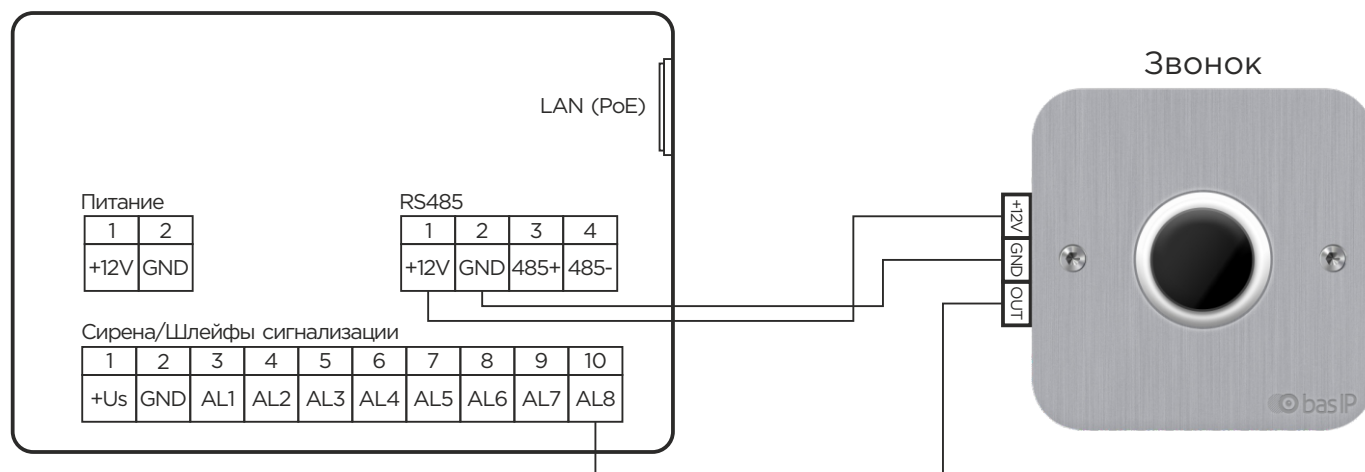 Звонок
LAN (PoE)
Питание
1 2
+12V GND
RS485
1 2 3 4
+12V GND 485+ 485-
+12V
GND
OUT
Сирена/Шлейфы сигнализации
1 2 3 4 5 6 7 8 9 10
+Us GND AL1 AL2 AL3 AL4 AL5 AL6 AL7 AL8
bas IP